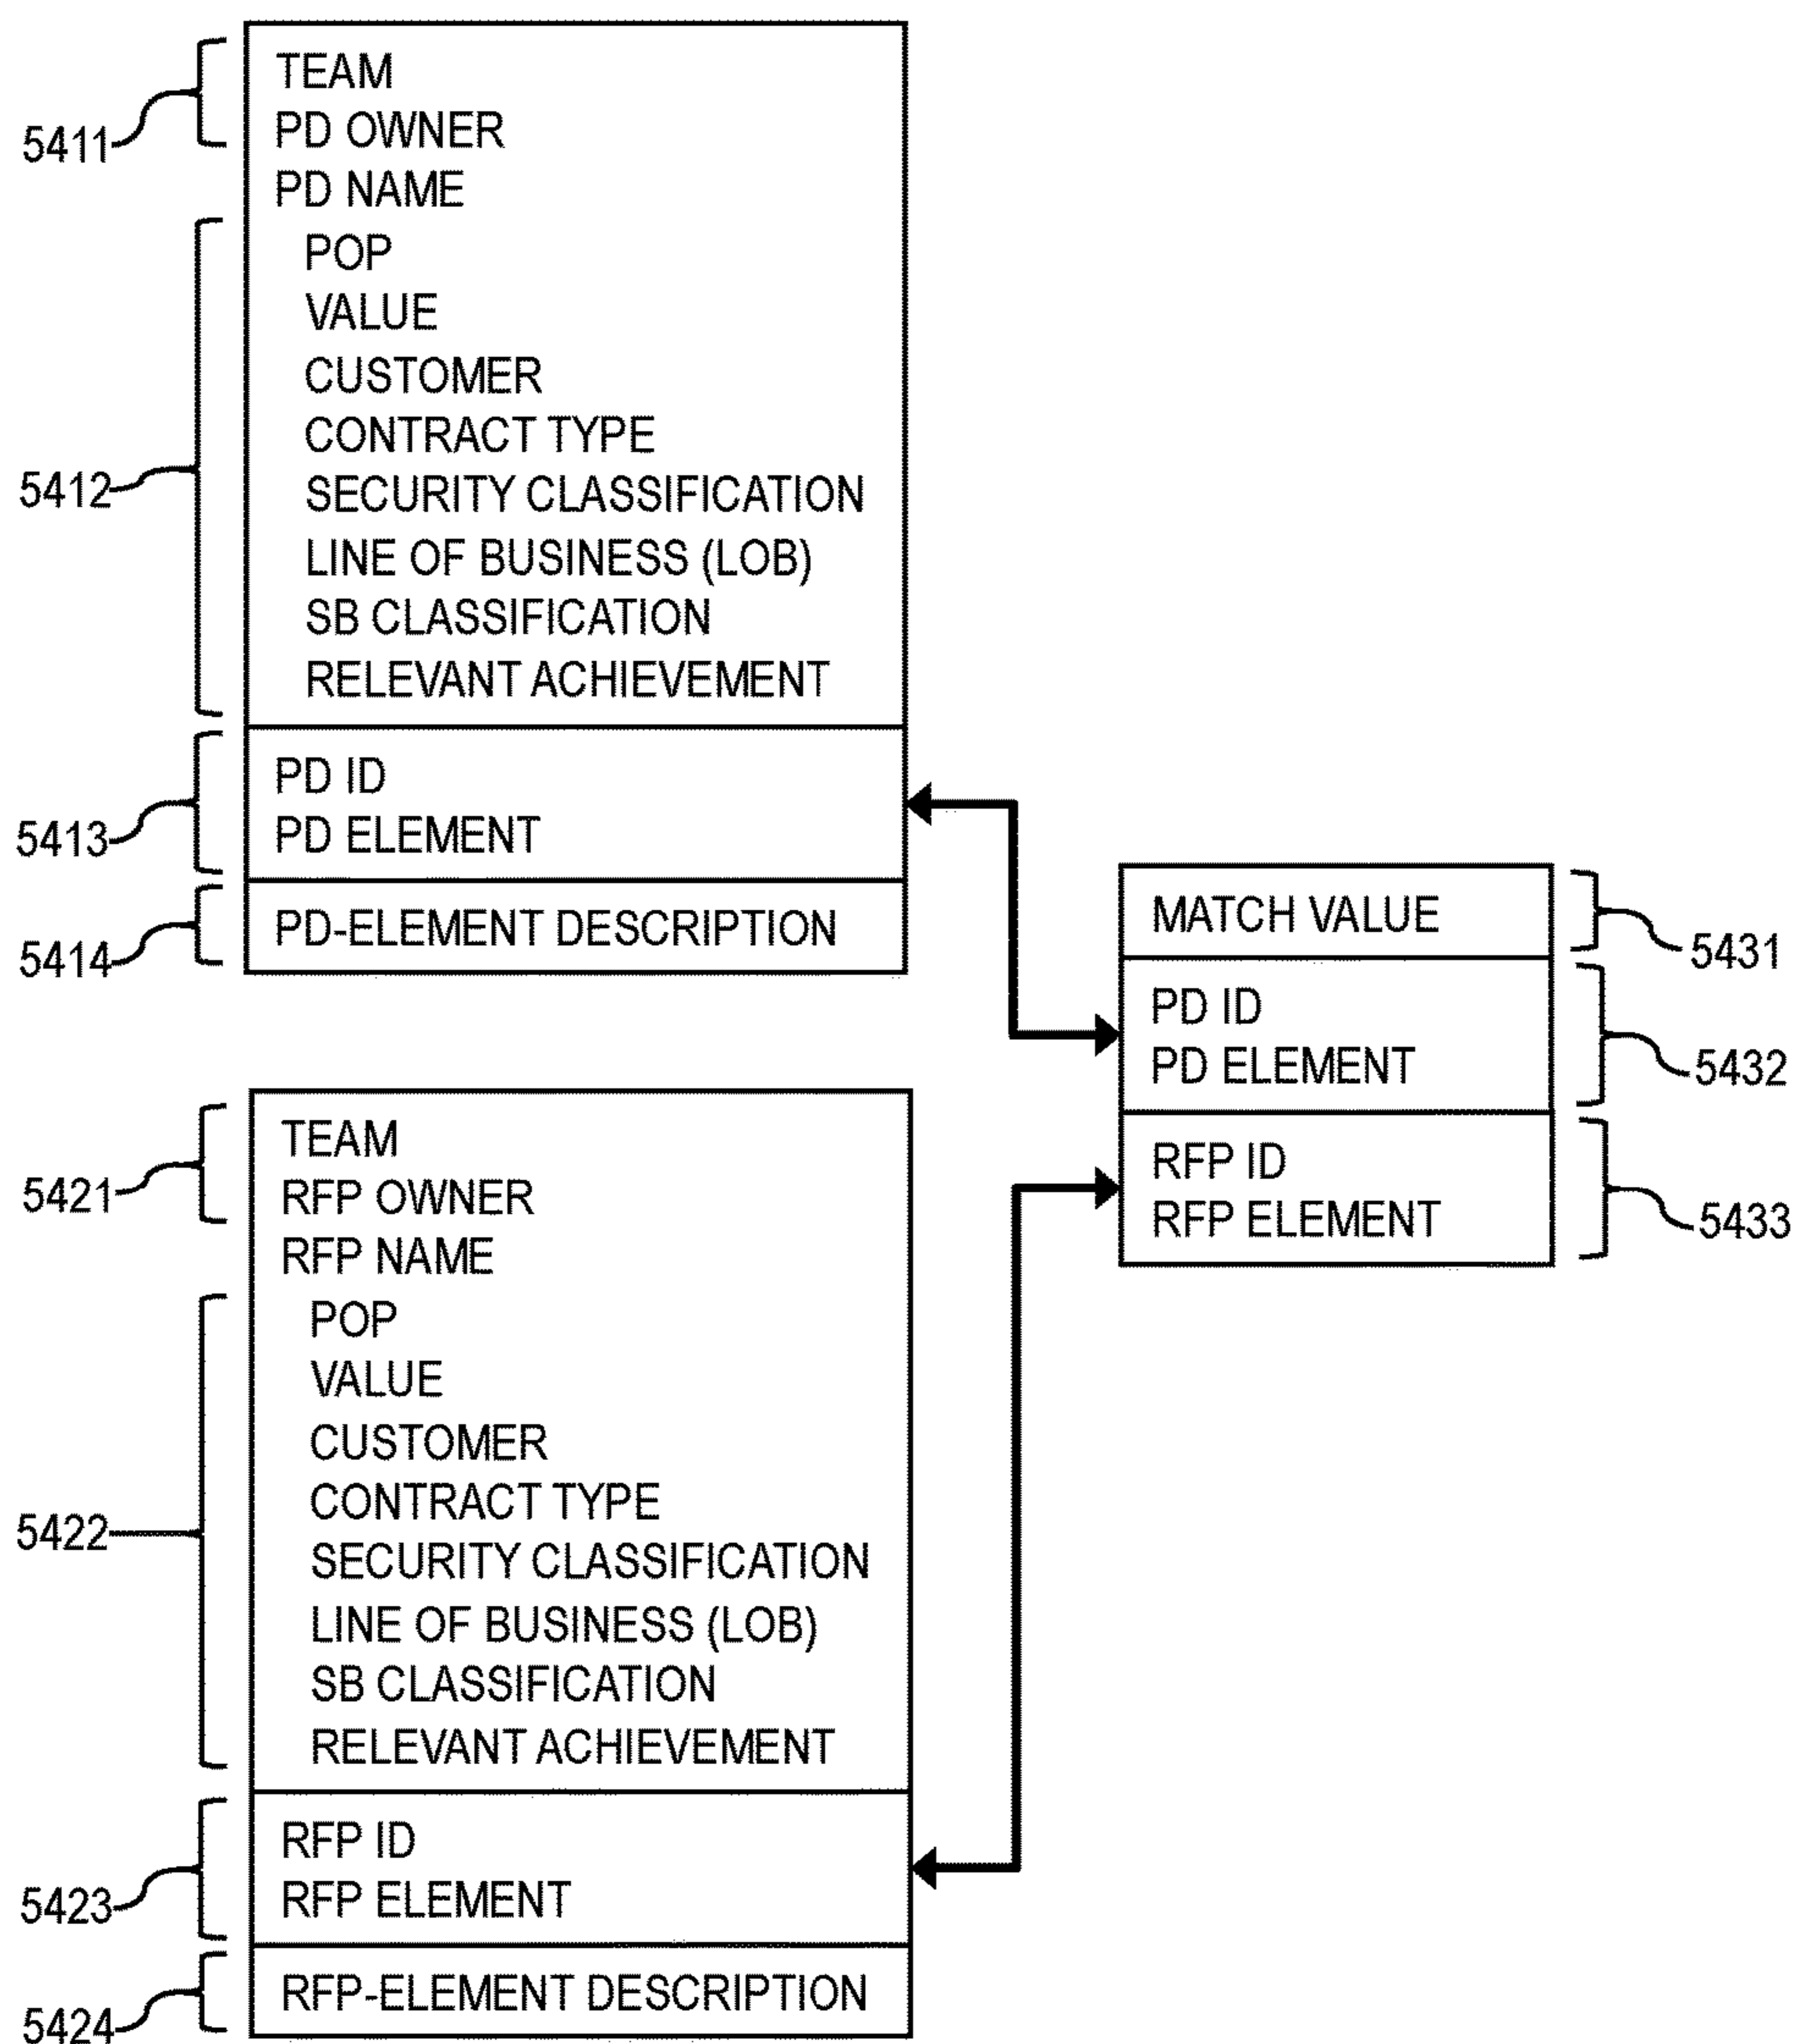 TEAM
PD OWNER
5411
PD NAME
POP
VALUE
CUSTOMER
CONTRACT TYPE
5412
SECURITY CLASSIFICATION
LINE OF BUSINESS (LOB)
SB CLASSIFICATION
RELEVANT ACHIEVEMENT
PD ID
PD ELEMENT
5413
PD-ELEMENT DESCRIPTION
5414
MATCH VALUE
5431
PD ID
PD ELEMENT
5432
RFP ID
RFP ELEMENT
5433
TEAM
RFP OWNER
5421
RFP NAME
POP
VALUE
CUSTOMER
CONTRACT TYPE
5422
SECURITY CLASSIFICATION
LINE OF BUSINESS (LOB)
SB CLASSIFICATION
RELEVANT ACHIEVEMENT
RFP ID
RFP ELEMENT
5423
RFP-ELEMENT DESCRIPTION
5424